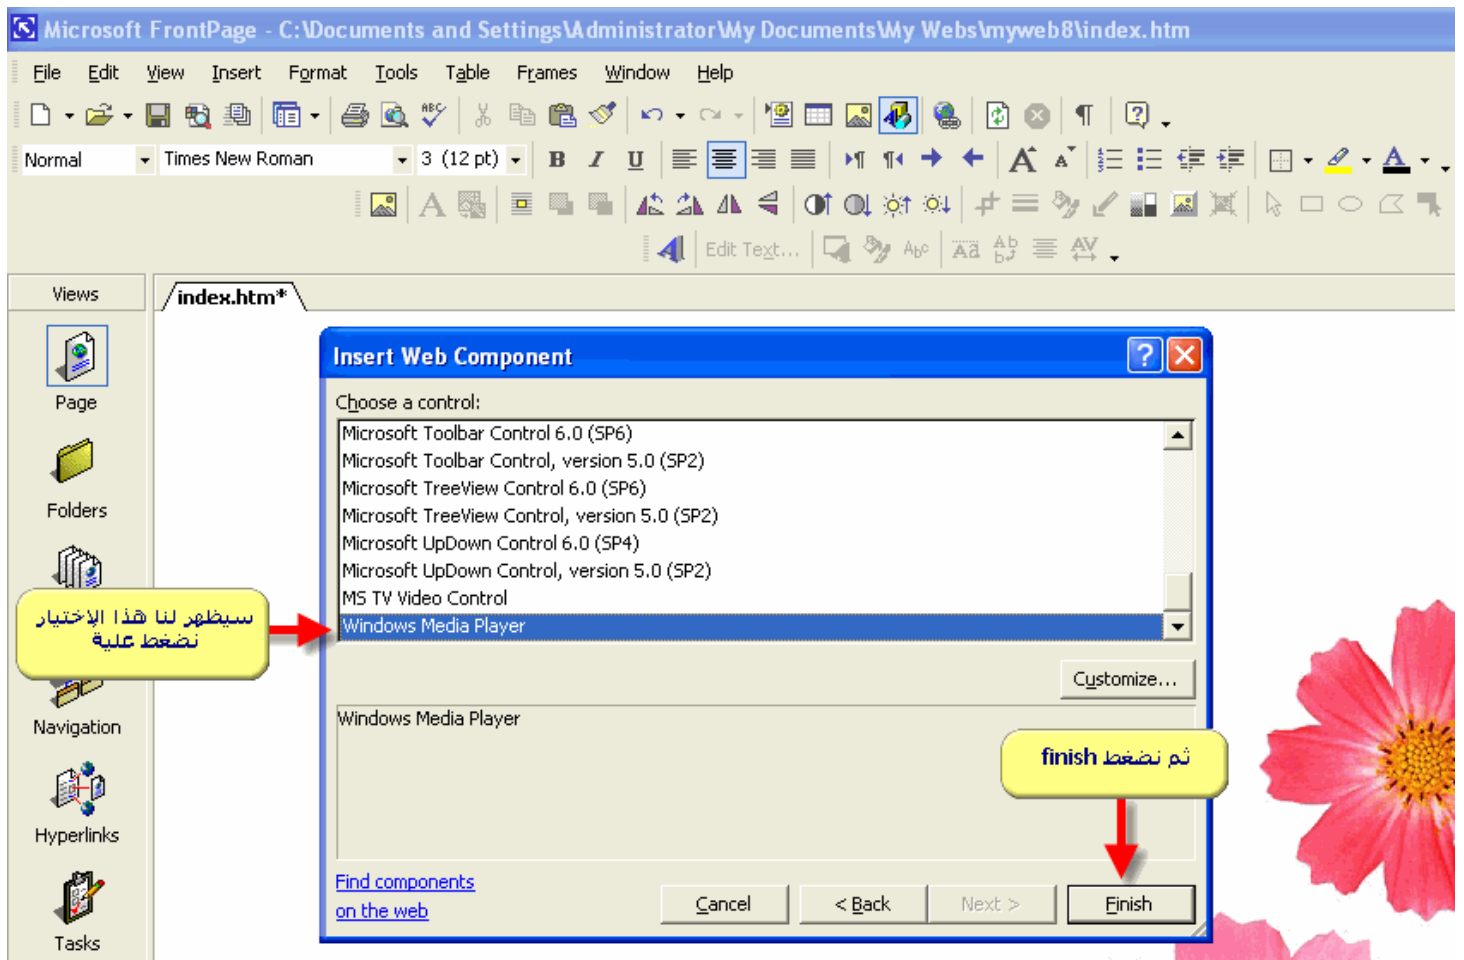 Microsoft FrontPage - C:\Documents and Settings\Administrator\My Documents\My Webs\myweb8\index.htm
File Edit View Insert Format Tools Table Frames Window Help
Normal Times New Roman 3 (12 pt) B I U
Edit Text...
Views
index.htm*
Page
Folders
Navigation
Hyperlinks
Tasks
Insert Web Component
Choose a control:
Microsoft Toolbar Control 6.0 (SP6)
Microsoft Toolbar Control, version 5.0 (SP2)
Microsoft TreeView Control 6.0 (SP6)
Microsoft TreeView Control, version 5.0 (SP2)
Microsoft UpDown Control 6.0 (SP4)
Microsoft UpDown Control, version 5.0 (SP2)
MS TV Video Control
Windows Media Player
سيظهر لنا هذا الإختيار
نضغط علية
Customize...
Windows Media Player
ثم نضغط finish
Find components
on the web
Cancel < Back Next > Finish